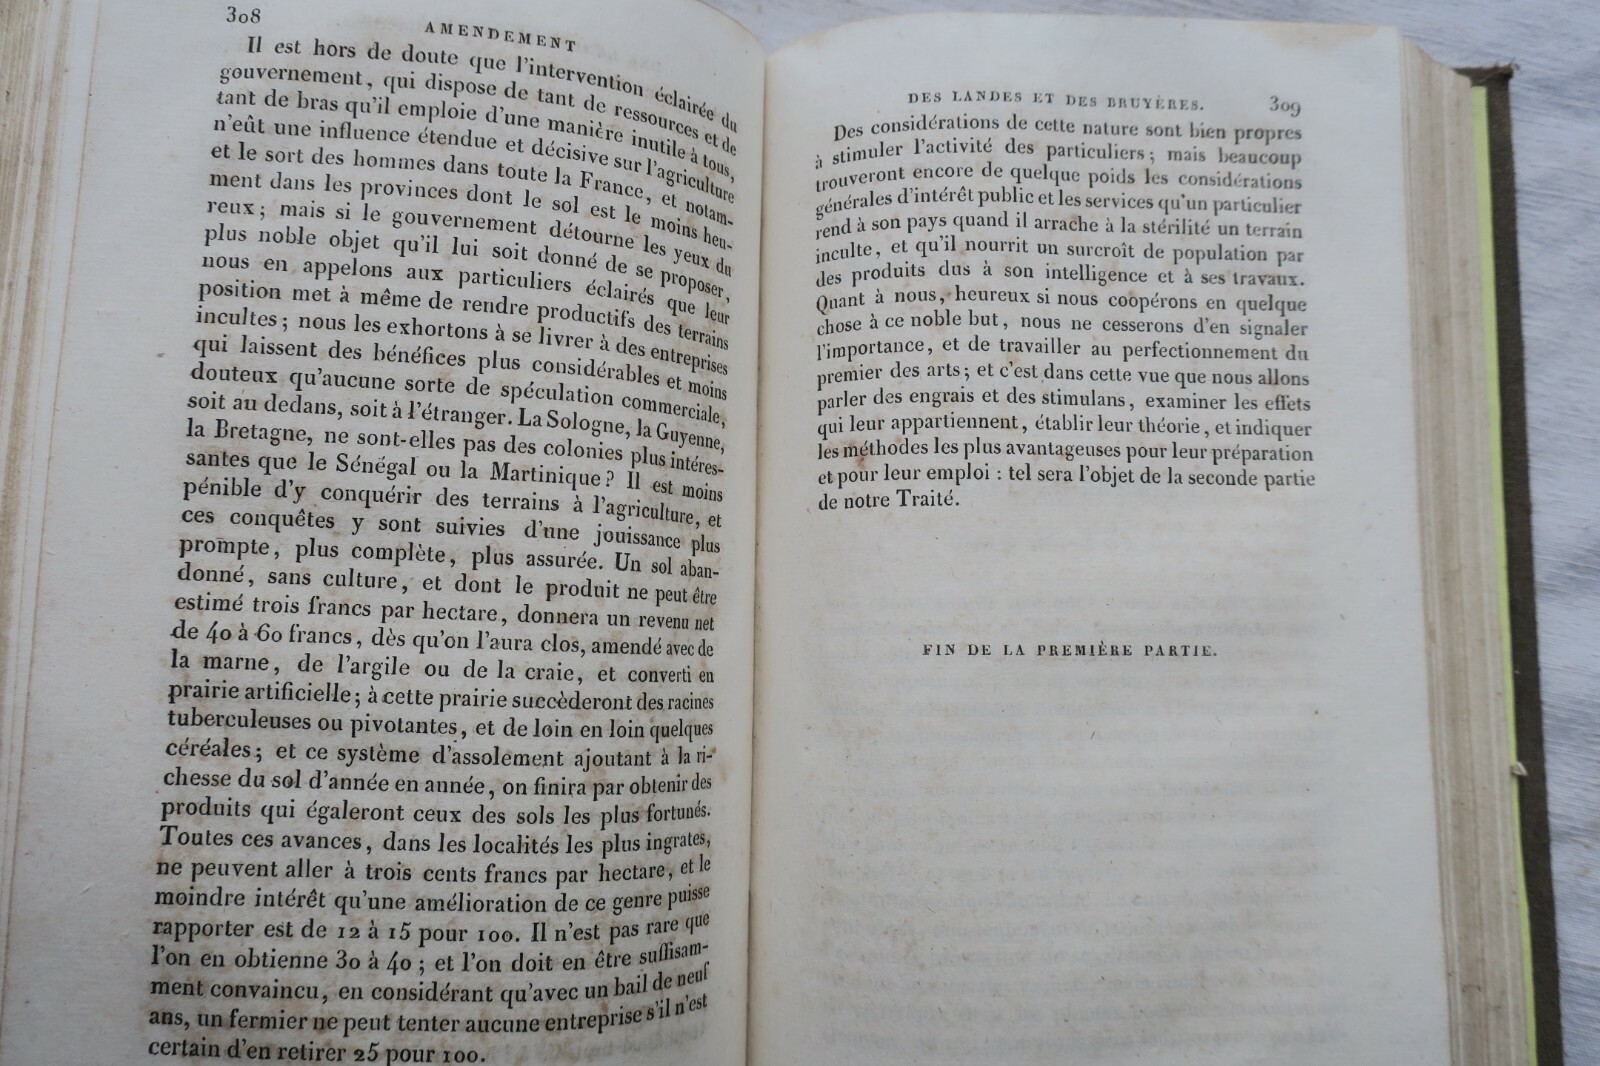 308
AMENDEMENT
Il est hors de doute que l'intervention éclairée du
gouvernement, qui dispose de tant de ressources et de
tant de bras qu'il emploie d'une manière inutile à tous,
n'eût une influence étendue et décisive sur l'agriculture
et le sort des hommes dans toute la France, et notam-
ment dans les provinces dont le sol est le moins heu-
reux; mais si le gouvernement détourne les yeux du
plus noble objet qu'il lui soit donné de se proposer,
nous en appelons aux particuliers éclairés que leur
position met à même de rendre productifs des terrains
incultes; nous les exhortons à se livrer à des entreprises
qui laissent des bénéfices plus considérables et moins
douteux qu'aucune sorte de spéculation commerciale,
soit au dedans, soit à l'étranger. La Sologne, la Guyenne,
la Bretagne, ne sont-elles pas des colonies plus intéres-
santes que le Sénégal ou la Martinique? Il est moins
pénible d'y conquérir des terrains à l'agriculture, et
ces conquêtes y sont suivies d'une jouissance plus
prompte, plus complète, plus assurée. Un sol aban-
donné, sans culture, et dont le produit ne peut être
estimé trois francs par hectare, donnera un revenu net
de 40 à 60 francs, dès qu'on l'aura clos, amendé avec de
la marne, de l'argile ou de la craie, et converti en
prairie artificielle; à cette prairie succèderont des racines
tuberculeuses ou pivotantes, et de loin en loin quelques
céréales; et ce système d'assolement ajoutant à la ri-
chesse du sol d'année en année, on finira par obtenir des
produits qui égaleront ceux des sols les plus fortunés.
Toutes ces avances, dans les localités les plus ingrates,
ne peuvent aller à trois cents francs par hectare, et le
moindre intérêt qu'une amélioration de ce genre puisse
rapporter est de 12 à 15 pour 100. Il n'est pas rare que
l'on en obtienne 30 à 40; et l'on doit en être suffisam-
ment convaincu, en considérant qu'avec un bail de neuf
ans, un fermier ne peut tenter aucune entreprise s'il n'est
certain d'en retirer 25 pour 100.
DES LANDES ET DES BRUYÈRES. 309
Des considérations de cette nature sont bien propres
à stimuler l'activité des particuliers; mais beaucoup
trouveront encore de quelque poids les considérations
générales d'intérêt public et les services qu'un particulier
rend à son pays quand il arrache à la stérilité un terrain
inculte, et qu'il nourrit un surcroît de population par
des produits dus à son intelligence et à ses travaux.
Quant à nous, heureux si nous coopérons en quelque
chose à ce noble but, nous ne cesserons d'en signaler
l'importance, et de travailler au perfectionnement du
premier des arts; et c'est dans cette vue que nous allons
parler des engrais et des stimulans, examiner les effets
qui leur appartiennent, établir leur théorie, et indiquer
les méthodes les plus avantageuses pour leur préparation
et pour leur emploi : tel sera l'objet de la seconde partie
de notre Traité.
FIN DE LA PREMIÈRE PARTIE.